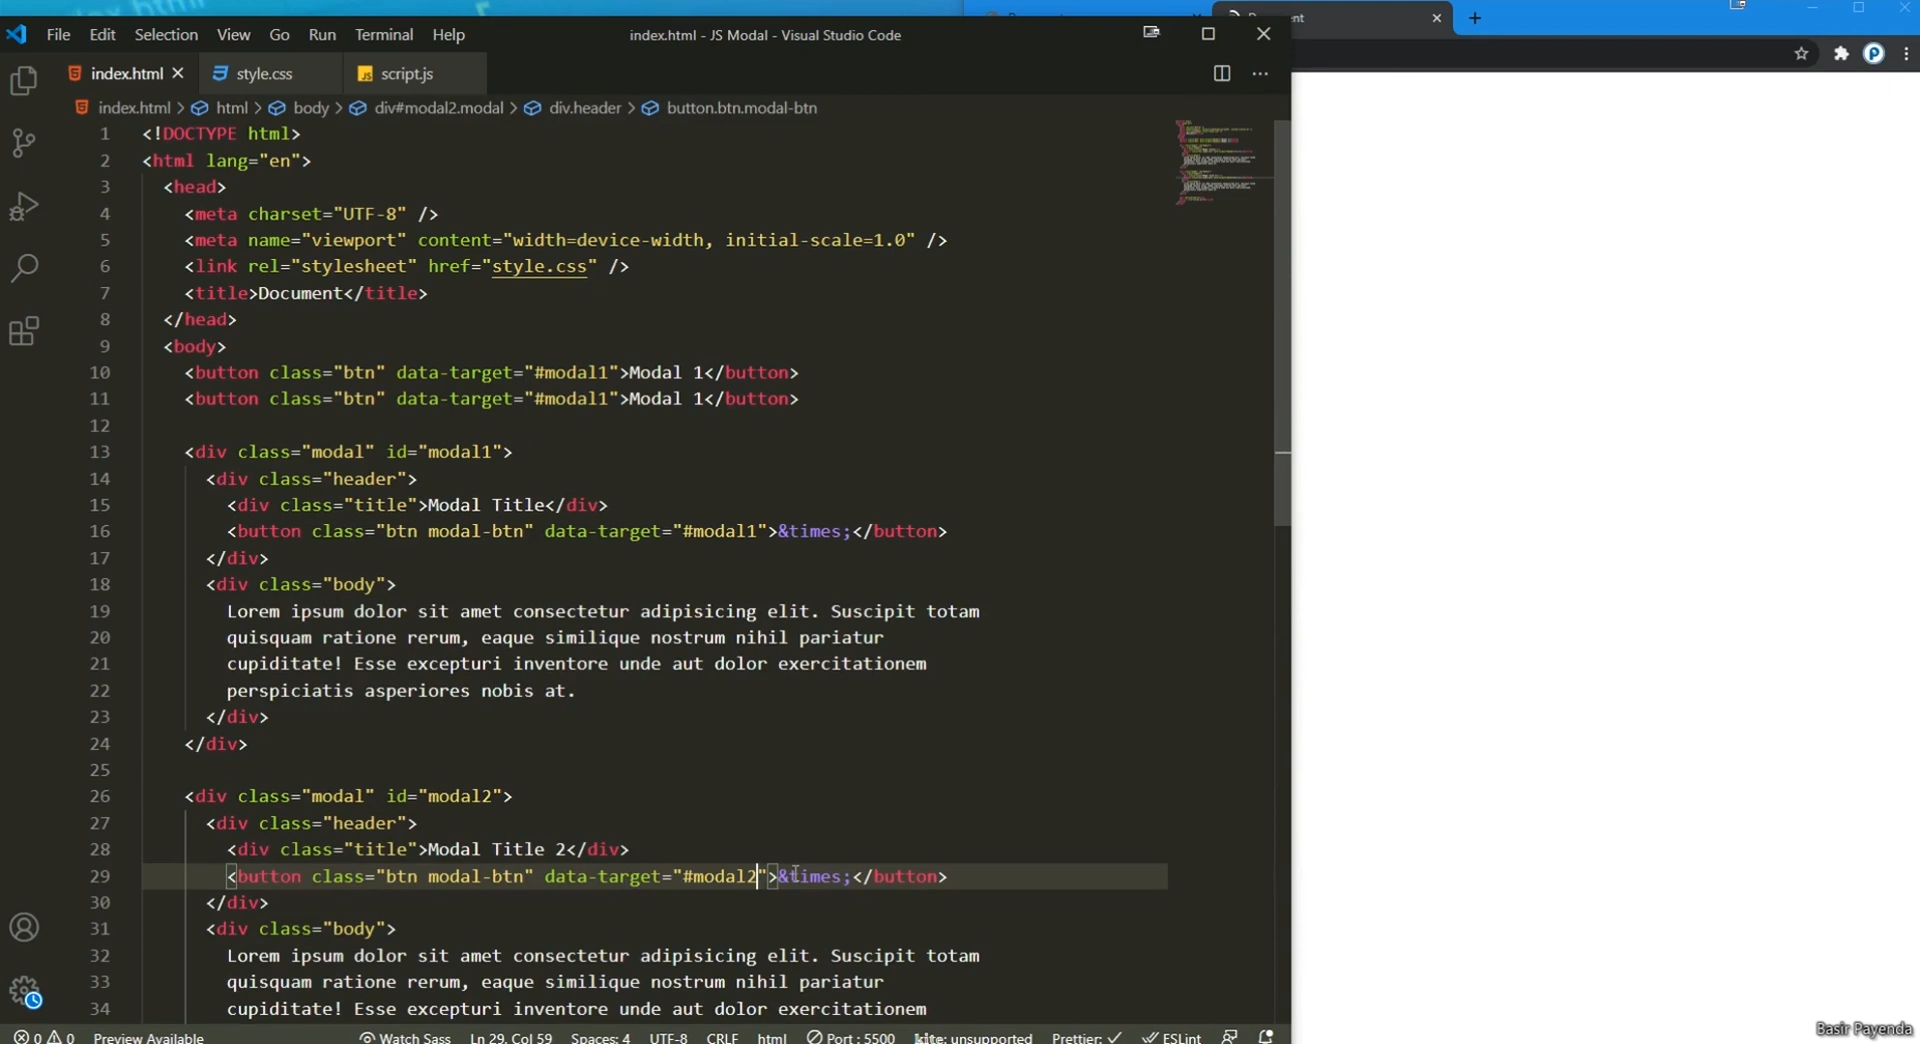 File Edit Selection View Go Run Terminal Help
index.html - JS Modal - Visual Studio Code
index.html
style.css
JS script.js
index.html > html > body > div#modal2.modal > div.header > button.btn.modal-btn
1 <!DOCTYPE html>
2 <html lang="en">
3 <head>
4 <meta charset="UTF-8" />
5 <meta name="viewport" content="width=device-width, initial-scale=1.0" />
6 <link rel="stylesheet" href="style.css" />
7 <title>Document</title>
8 </head>
9 <body>
10 <button class="btn" data-target="#modal1">Modal 1</button>
11 <button class="btn" data-target="#modal1">Modal 1</button>
12
13 <div class="modal" id="modal1">
14 <div class="header">
15 <div class="title">Modal Title</div>
16 <button class="btn modal-btn" data-target="#modal1">&times;</button>
17 </div>
18 <div class="body">
19 Lorem ipsum dolor sit amet consectetur adipisicing elit. Suscipit totam
20 quisquam ratione rerum, eaque similique nostrum nihil pariatur
21 cupiditate! Esse excepturi inventore unde aut dolor exercitationem
22 perspiciatis asperiores nobis at.
23 </div>
24 </div>
25
26 <div class="modal" id="modal2">
27 <div class="header">
28 <div class="title">Modal Title 2</div>
29 <button class="btn modal-btn" data-target="#modal2">&times;</button>
30 </div>
31 <div class="body">
32 Lorem ipsum dolor sit amet consectetur adipisicing elit. Suscipit totam
33 quisquam ratione rerum, eaque similique nostrum nihil pariatur
34 cupiditate! Esse excepturi inventore unde aut dolor exercitationem
0 0 Preview Available Watch Sass Ln 29, Col 59 Spaces: 4 UTF-8 CRLF html Port : 5500 kite: unsupported Prettier: ESLint
Basir Payenda